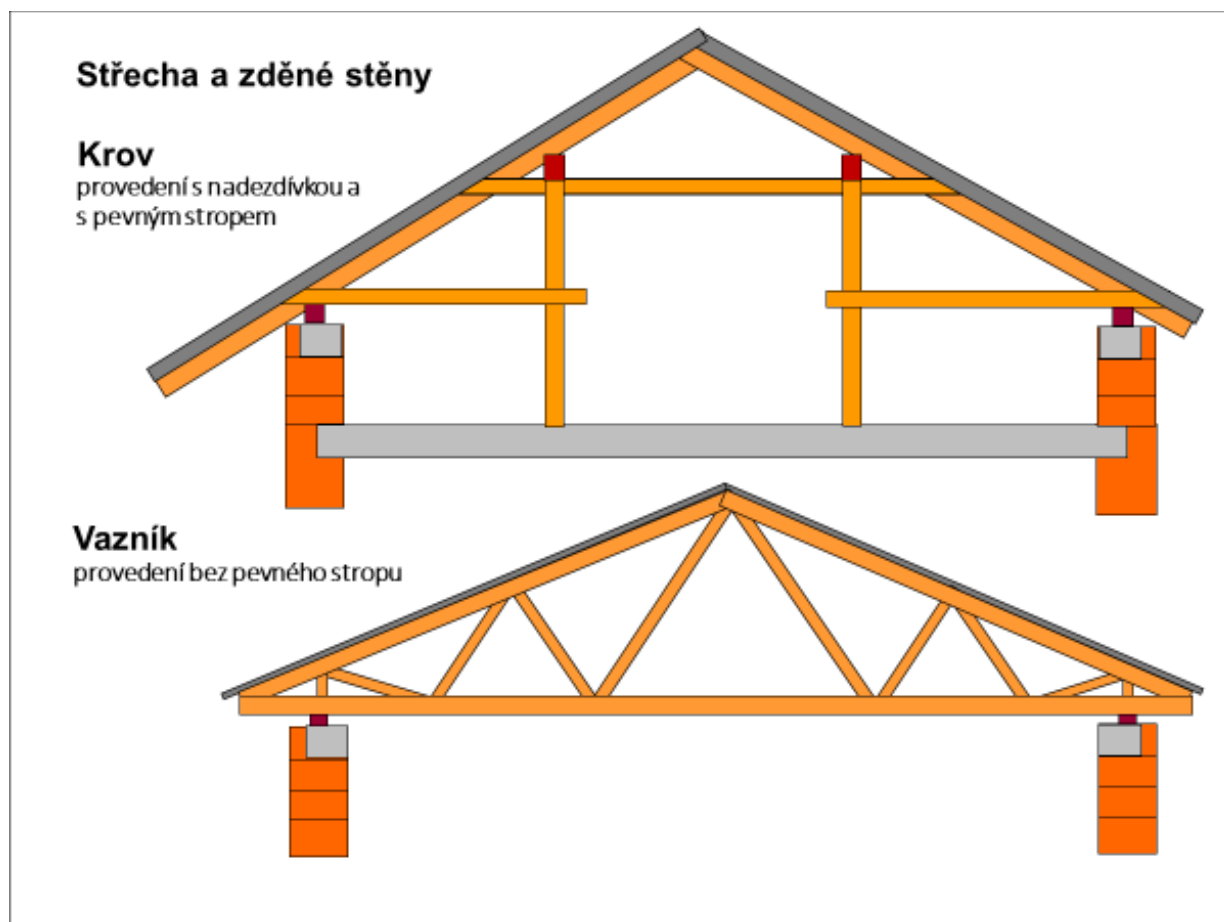 Střecha a zděné stěny
Krov
provedení s nadezdívkou a
s pevným stropem
Vazník
provedení bez pevného stropu